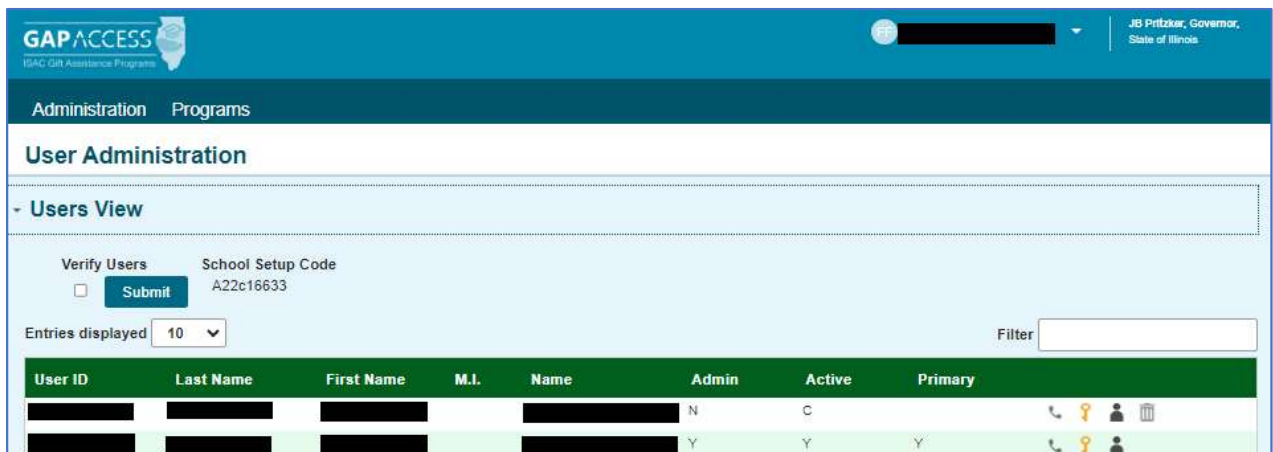 GAPACCESS
ISAC Gift Assistance Programs
FF
JB Pritzker, Governor,
State of Illinois
Administration Programs
User Administration
Users View
Verify Users School Setup Code
Submit A22c16633
Entries displayed 10 Filter
User ID Last Name First Name M.I. Name Admin Active Primary
N C
Y Y Y